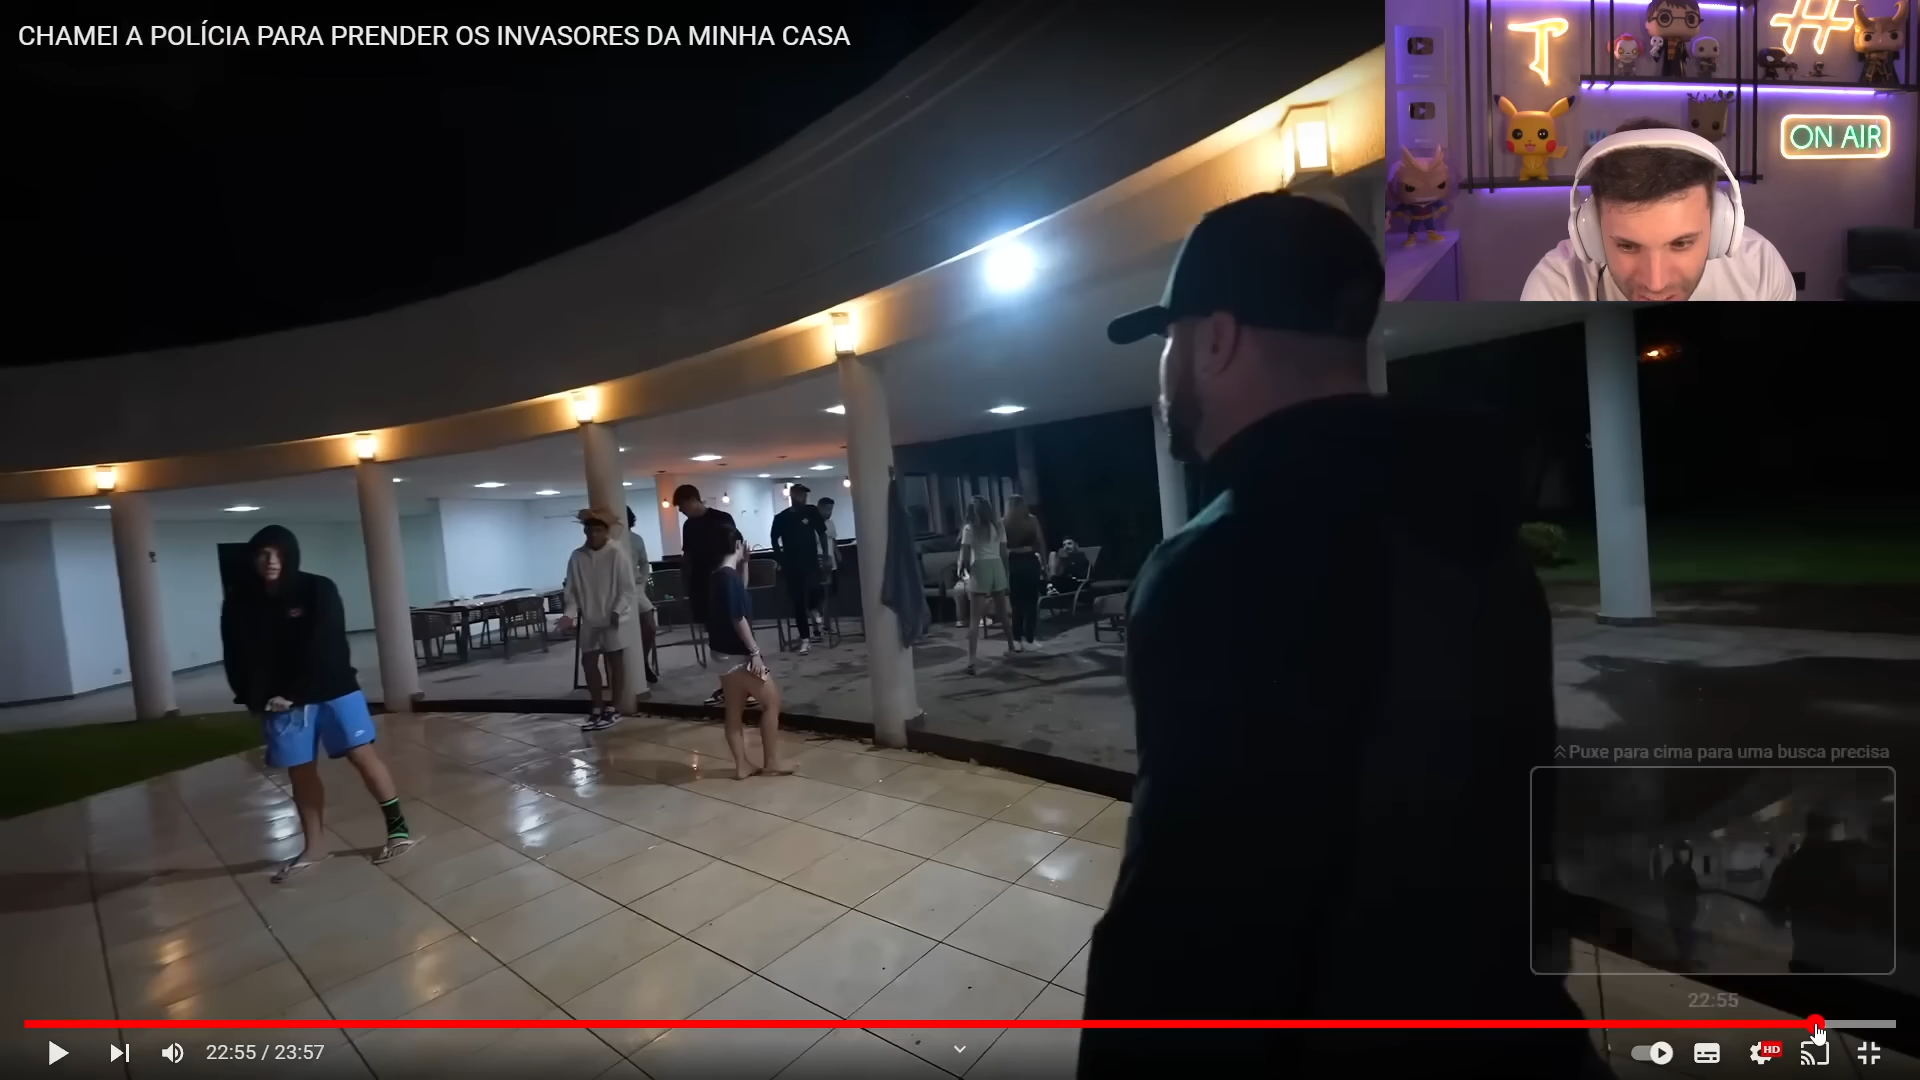 CHAMEI A POLÍCIA PARA PRENDER OS INVASORES DA MINHA CASA
T
#
ON AIR
Puxe para cima para uma busca precisa
22:55
22:55 / 23:57
HD